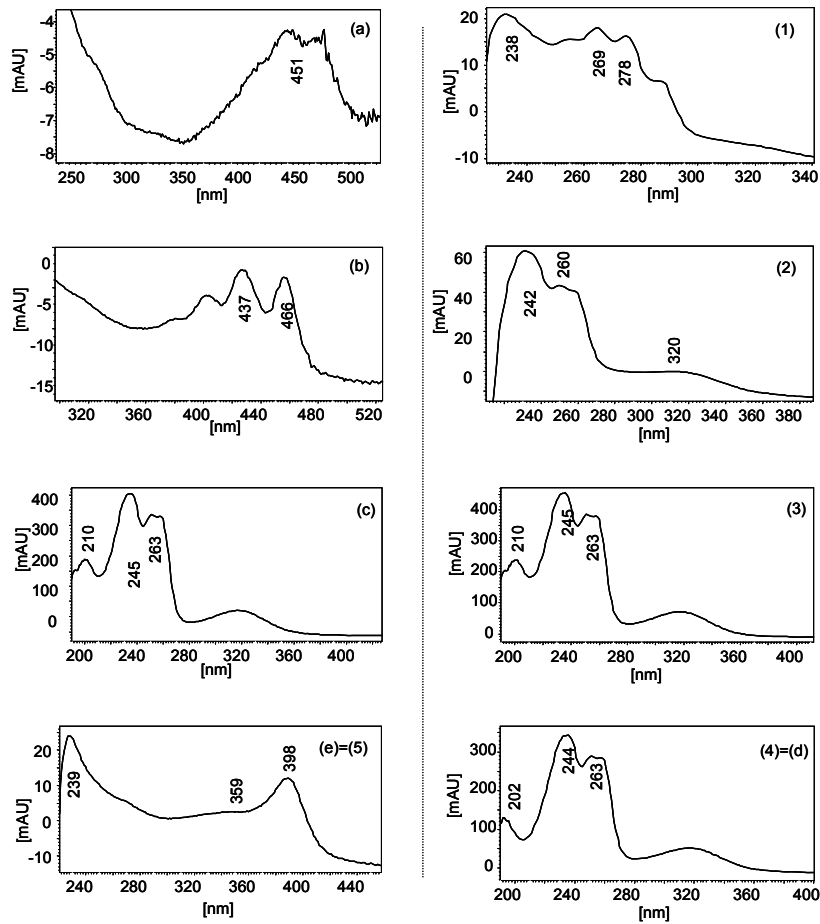 (a)
[mAU]
-4
-5
-6
-7
-8
451
250 300 350 400 450 500
[nm]
(1)
[mAU]
20
10
0
-10
238
269
278
240 260 280 300 320 340
[nm]
(b)
[mAU]
0
-5
-10
-15
437
466
320 360 400 440 480 520
[nm]
(2)
[mAU]
60
40
20
0
242
260
320
240 260 280 300 320 340 360 380
[nm]
(c)
[mAU]
400
300
200
100
0
210
245
263
200 240 280 320 360 400
[nm]
(3)
[mAU]
400
300
200
100
0
210
245
263
200 240 280 320 360 400
[nm]
(e)=(5)
[mAU]
20
10
0
-10
239
359
398
240 280 320 360 400 440
[nm]
(4)=(d)
[mAU]
300
200
100
0
202
244
263
200 240 280 320 360 400
[nm]